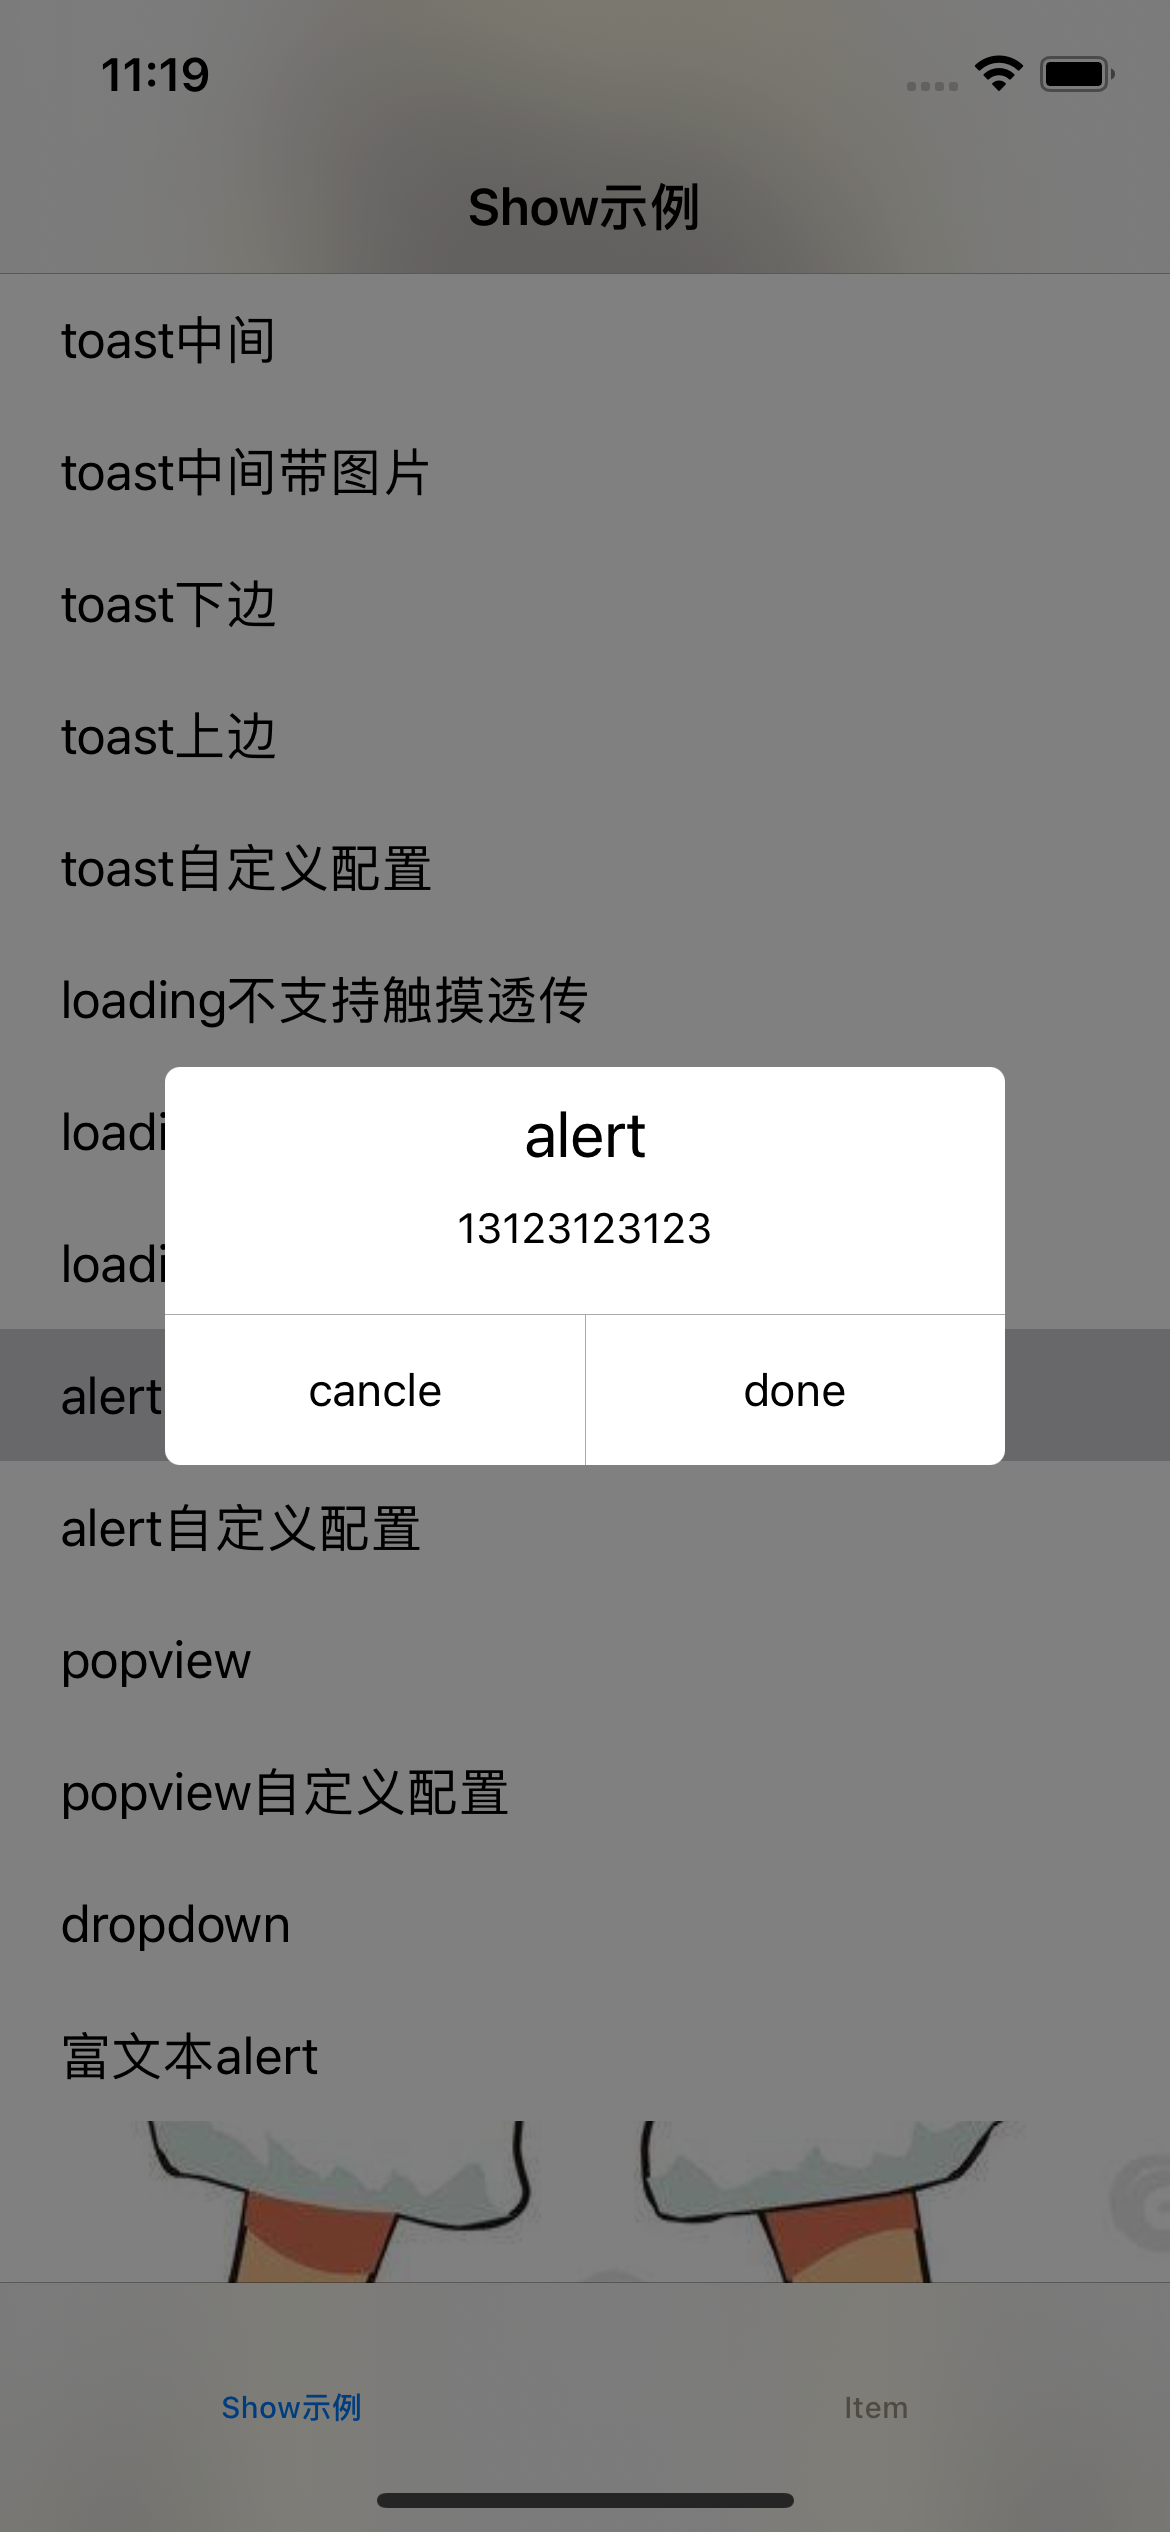 11:19
Show示例
toast中间
toast中间带图片
toast下边
toast上边
toast自定义配置
loading不支持触摸透传
loadi
loadi
alert
alert
13123123123
cancle
done
alert自定义配置
popview
popview自定义配置
dropdown
富文本alert
Show示例
Item